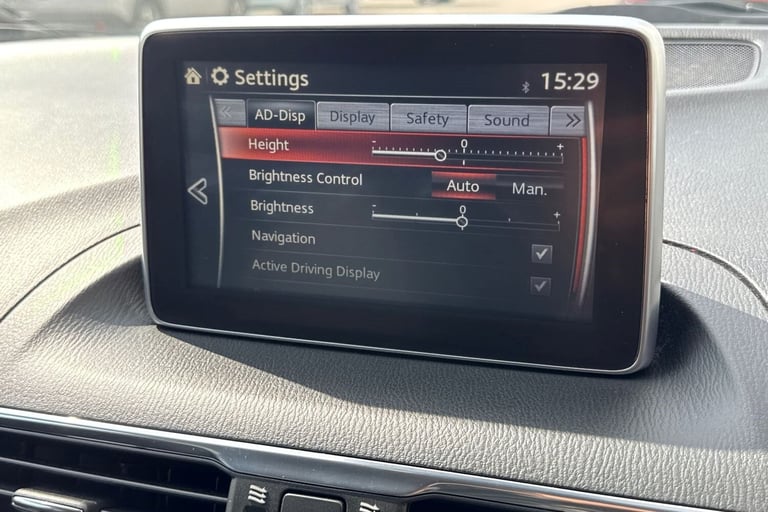 Settings
15:29
AD-Disp Display Safety Sound
Height - 0 +
Brightness Control Auto Man.
Brightness - 0 +
Navigation
Active Driving Display